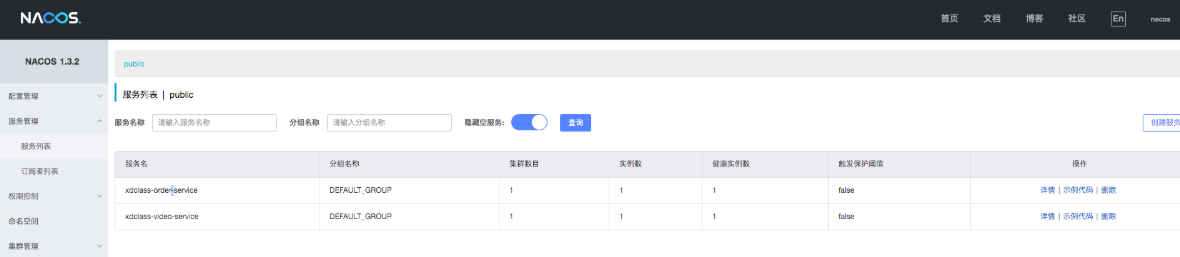 NACOS.
首页 文档 博客 社区 En nacos
NACOS 1.3.2
public
配置管理
服务列表 | public
服务管理
服务名称 请输入服务名称 分组名称 请输入分组名称 隐藏空服务: 查询 创建服务
服务列表
订阅者列表
权限控制
命名空间
集群管理
服务名 分组名称 集群数目 实例数 健康实例数 触发保护阈值 操作
xdclass-order-service DEFAULT_GROUP 1 1 1 false 详情 | 示例代码 | 删除
xdclass-video-service DEFAULT_GROUP 1 1 1 false 详情 | 示例代码 | 删除